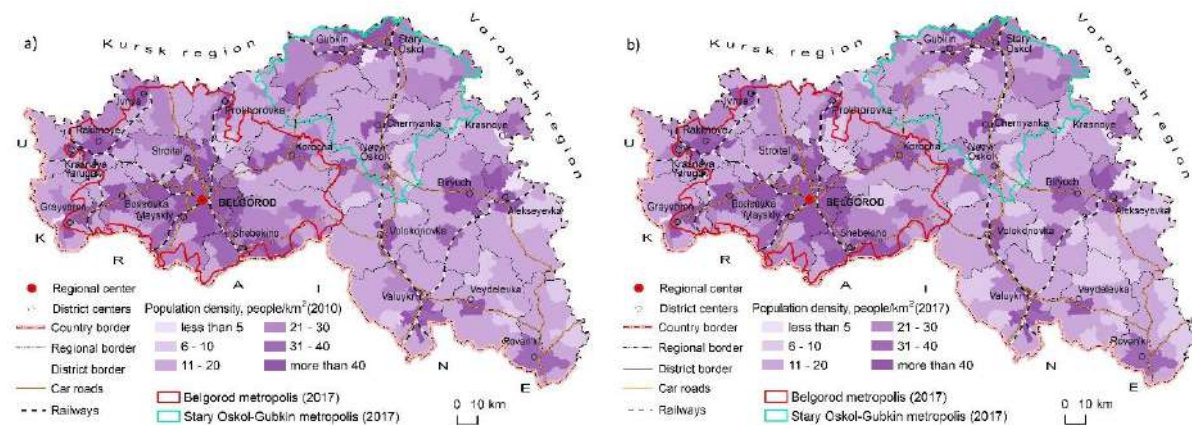 a)
Kursk region
Voronezh region
U K R A I N E
Gubkin
Stary
Oskol
Ivnya
Prokhorovka
Rakitnoye
Chernyanka
Krasnoye
Krasnaya
Yaruga
Stroitel
Korocha
Novy
Oskol
Biryuch
Grayvoron
Borisovka
Mayskiy
BELGOROD
Alekseyevka
Shebekino
Volokonovka
Valuyki
Veydelevka
Rovenki
Regional center
District centers
Country border
Regional border
District border
Car roads
Railways
Population density, people/km²(2010)
less than 5
6 - 10
11 - 20
21 - 30
31 - 40
more than 40
Belgorod metropolis (2017)
Stary Oskol-Gubkin metropolis (2017)
0 10 km
b)
Kursk region
Voronezh region
U K R A I N E
Gubkin
Stary
Oskol
Ivnya
Prokhorovka
Rakitnoye
Chernyanka
Krasnoye
Krasnaya
Yaruga
Stroitel
Korocha
Novy
Oskol
Biryuch
Grayvoron
Borisovka
Mayskiy
BELGOROD
Alekseyevka
Shebekino
Volokonovka
Valuyki
Veydelevka
Rovenki
Regional center
District centers
Country border
Regional border
District border
Car roads
Railways
Population density, people/km²(2017)
less than 5
6 - 10
11 - 20
21 - 30
31 - 40
more than 40
Belgorod metropolis (2017)
Stary Oskol-Gubkin metropolis (2017)
0 10 km